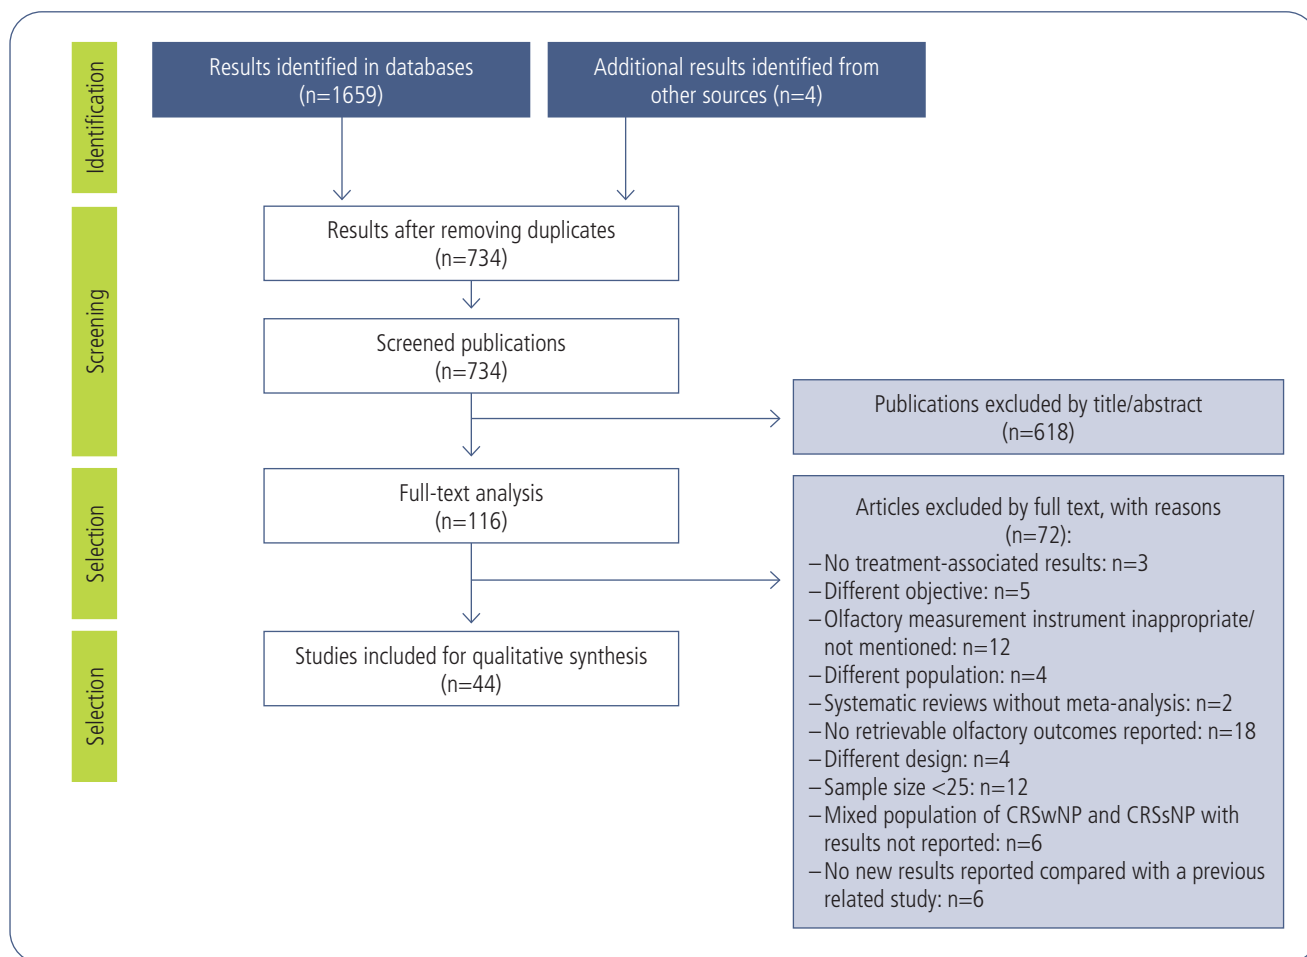 Identification
Results identified in databases
(n=1659)
Additional results identified from
other sources (n=4)
Screening
Results after removing duplicates
(n=734)
Screened publications
(n=734)
Publications excluded by title/abstract
(n=618)
Selection
Full-text analysis
(n=116)
Articles excluded by full text, with reasons
(n=72):
–No treatment-associated results: n=3
–Different objective: n=5
–Olfactory measurement instrument inappropriate/
not mentioned: n=12
–Different population: n=4
–Systematic reviews without meta-analysis: n=2
–No retrievable olfactory outcomes reported: n=18
–Different design: n=4
–Sample size <25: n=12
–Mixed population of CRSwNP and CRSsNP with
results not reported: n=6
–No new results reported compared with a previous
related study: n=6
Selection
Studies included for qualitative synthesis
(n=44)